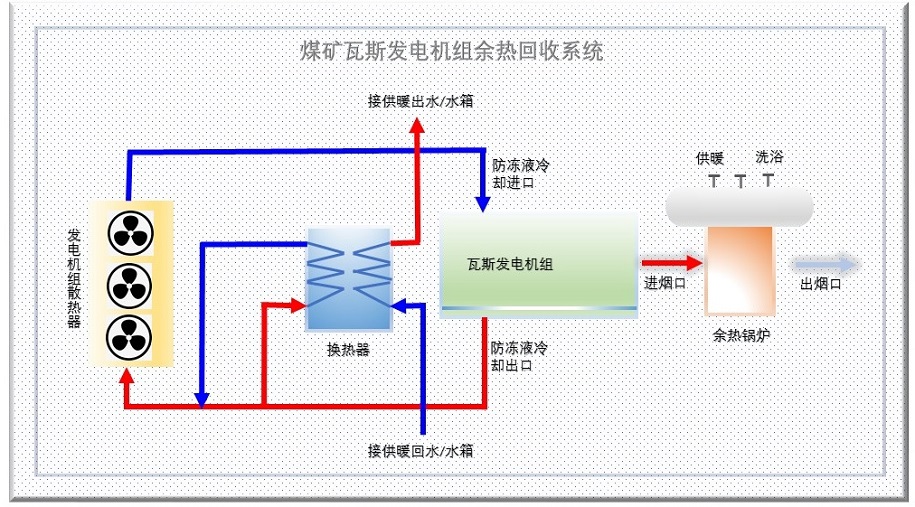 煤矿瓦斯发电机组余热回收系统
接供暖出水/水箱
防冻液冷
却进口
供暖
洗浴
发电机组散热器
瓦斯发电机组
进烟口
出烟口
余热锅炉
换热器
防冻液冷
却出口
接供暖回水/水箱